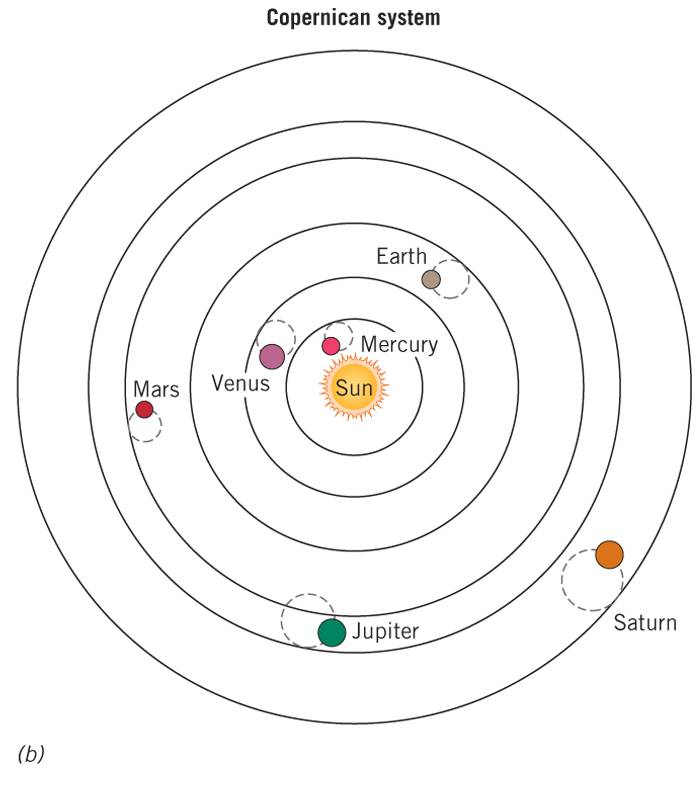 Copernican system
Earth
Mercury
Mars
Venus
Sun
Jupiter
Saturn
(b)